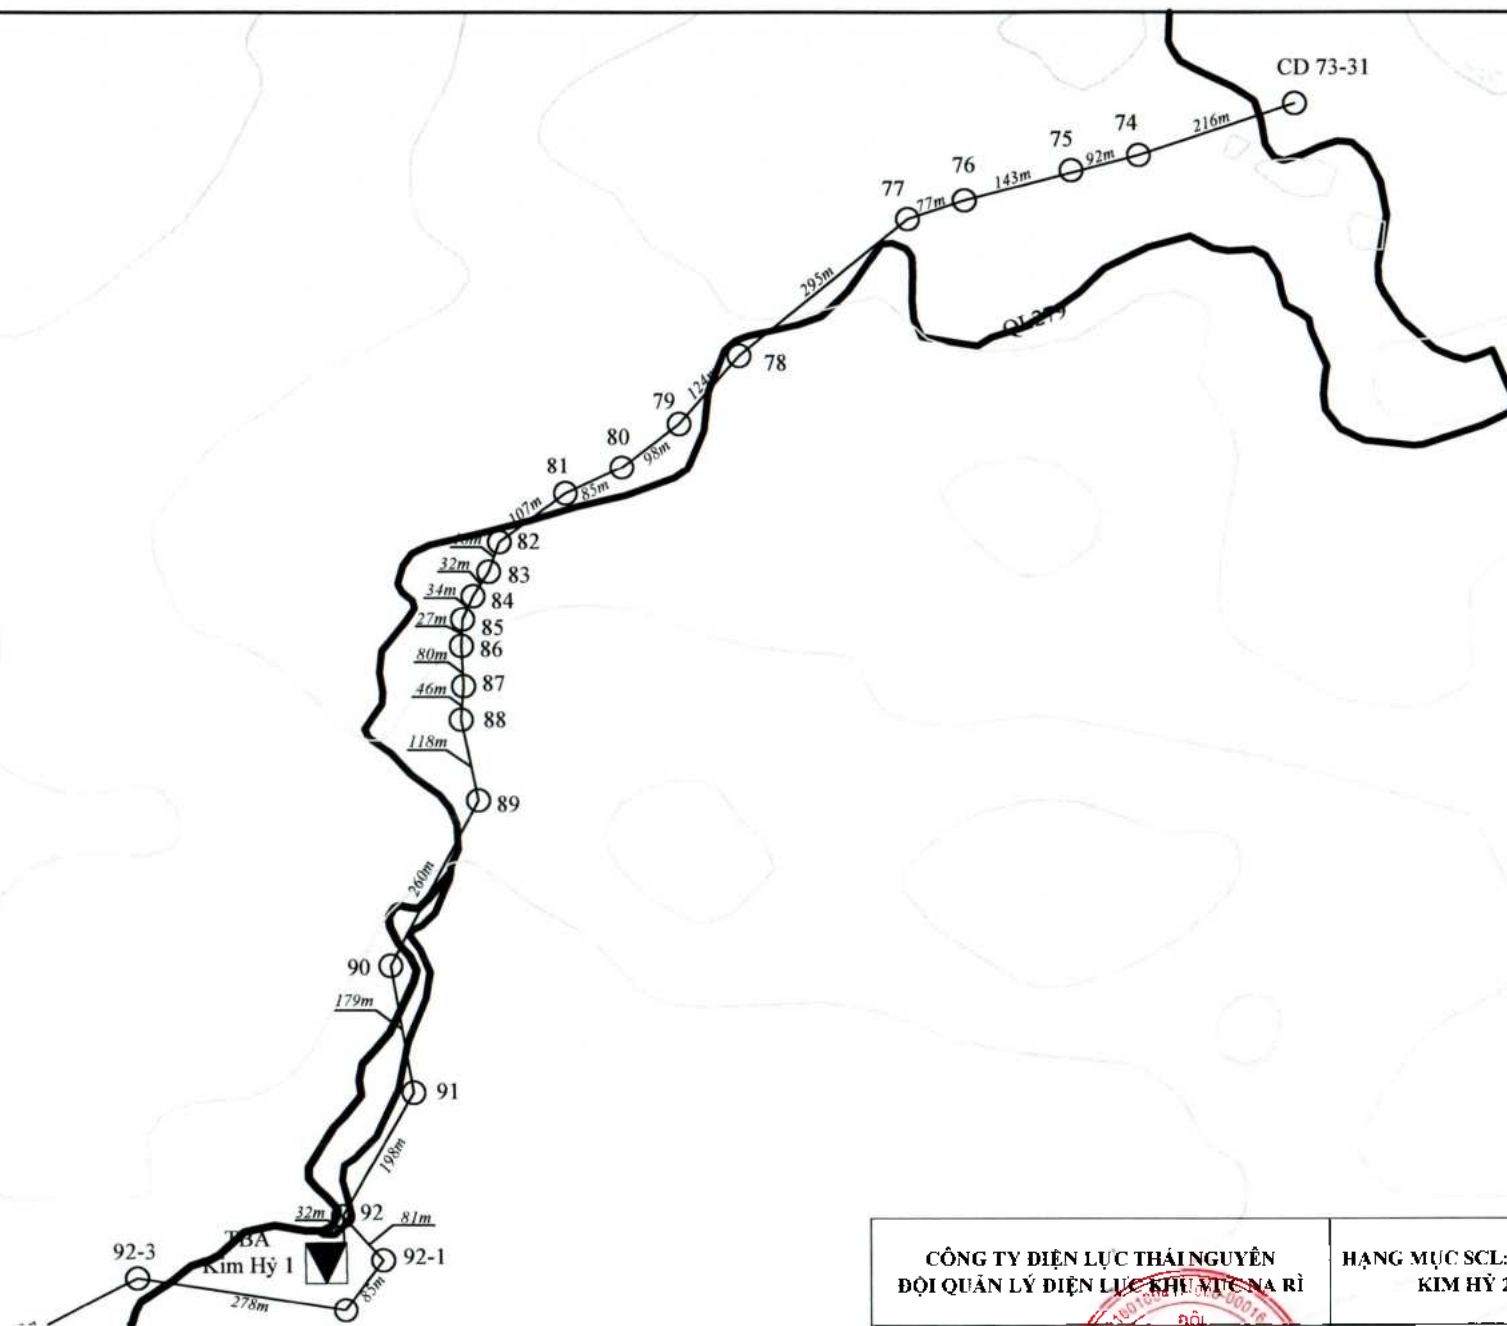 CD 73-31
216m
74
92m
75
143m
76
77m
77
295m
QL279
78
124m
79
98m
80
85m
81
107m
82
32m
83
34m
84
27m
85
86
80m
87
46m
88
118m
89
260m
90
179m
91
198m
32m
92
81m
TBA
Kim Hỷ 1
92-1
92-3
85m
278m
CÔNG TY ĐIỆN LỰC THÁI NGUYÊN
ĐỘI QUẢN LÝ ĐIỆN LỰC KHU VỰC NA RÌ
HẠNG MỤC SCL:
KIM HỶ 2
ĐỘI